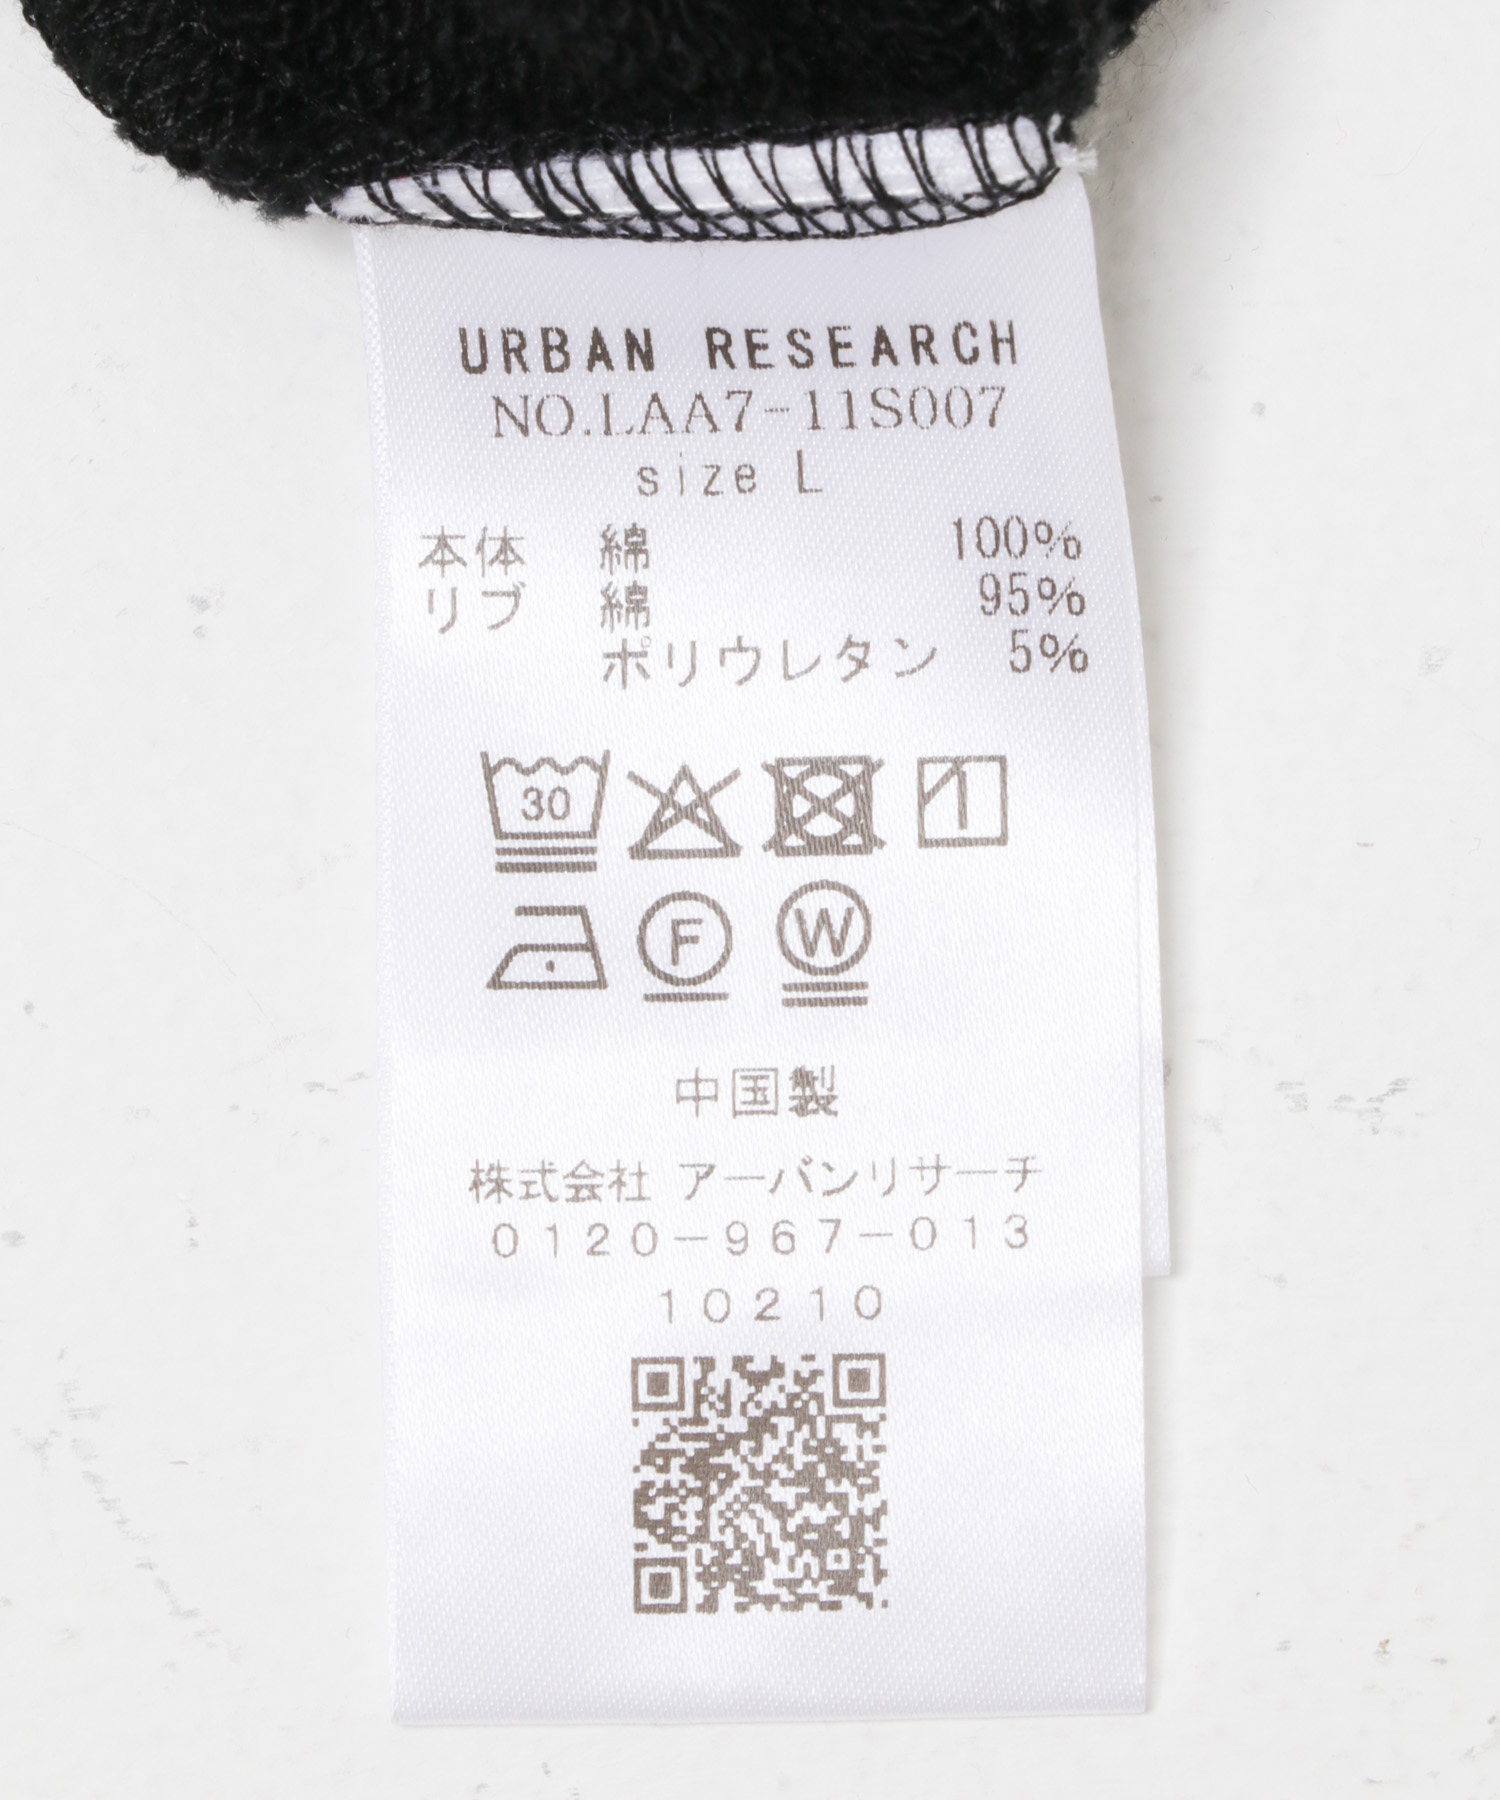 URBAN RESEARCH
NO.LAA7-11S007
size L
本体 綿 100%
リブ 綿 95%
ポリウレタン 5%
30
F W
中国製
株式会社 アーバンリサーチ
0120-967-013
10210